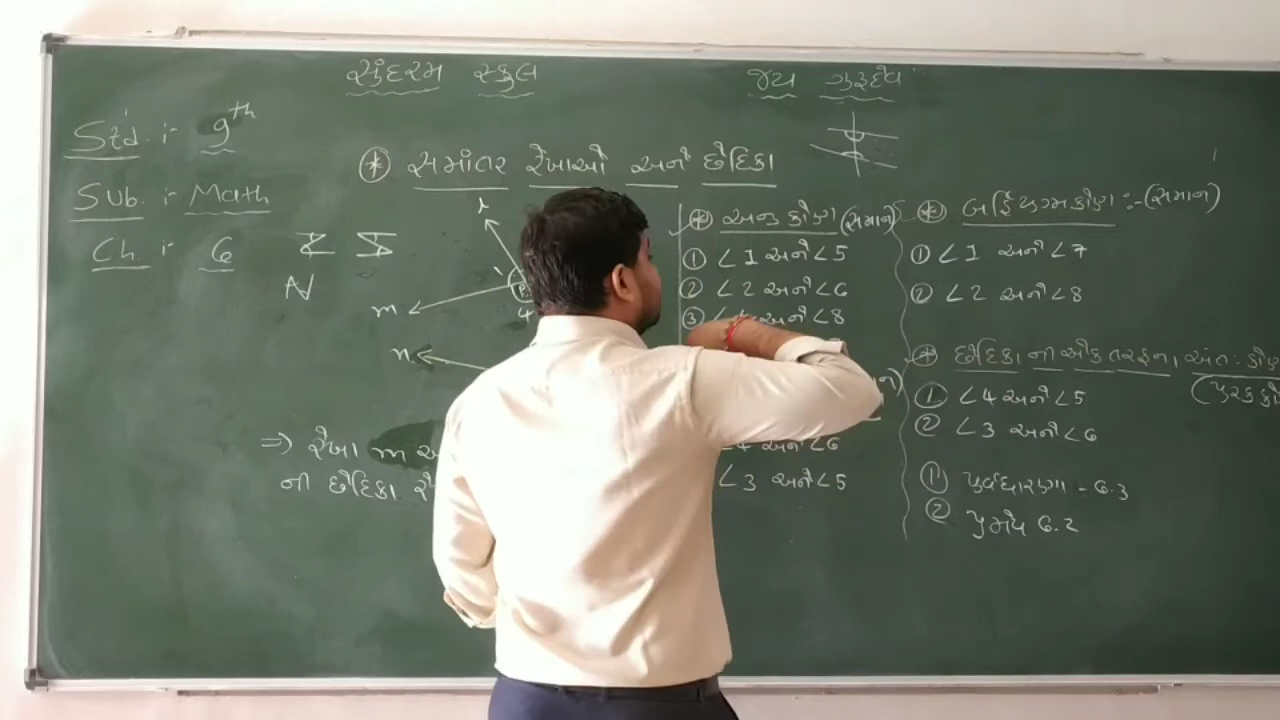 સુંદરમ સ્કુલ
જય ગુરૂદેવ
Std. :- 9th
Sub. :- Math
Ch :- 6
* સમાંતર રેખાઓ અને છેદિકા
l
m
n
4
⇒ રેખા m
ની છેદિકા
* અનુકોણ (સમાન)
① ∠1 અને ∠5
② ∠2 અને ∠6
③ અને ∠8
∠4 અને ∠6
∠3 અને ∠5
* બહિર્યુગ્મકોણ :- (સમાન)
① ∠1 અને ∠7
② ∠2 અને ∠8
* છેદિકા ની એક તરફના અંત: કોણ
① ∠4 અને ∠5
② ∠3 અને ∠6
① પુર્વધારણા - 6.3
② પ્રમેય 6.2